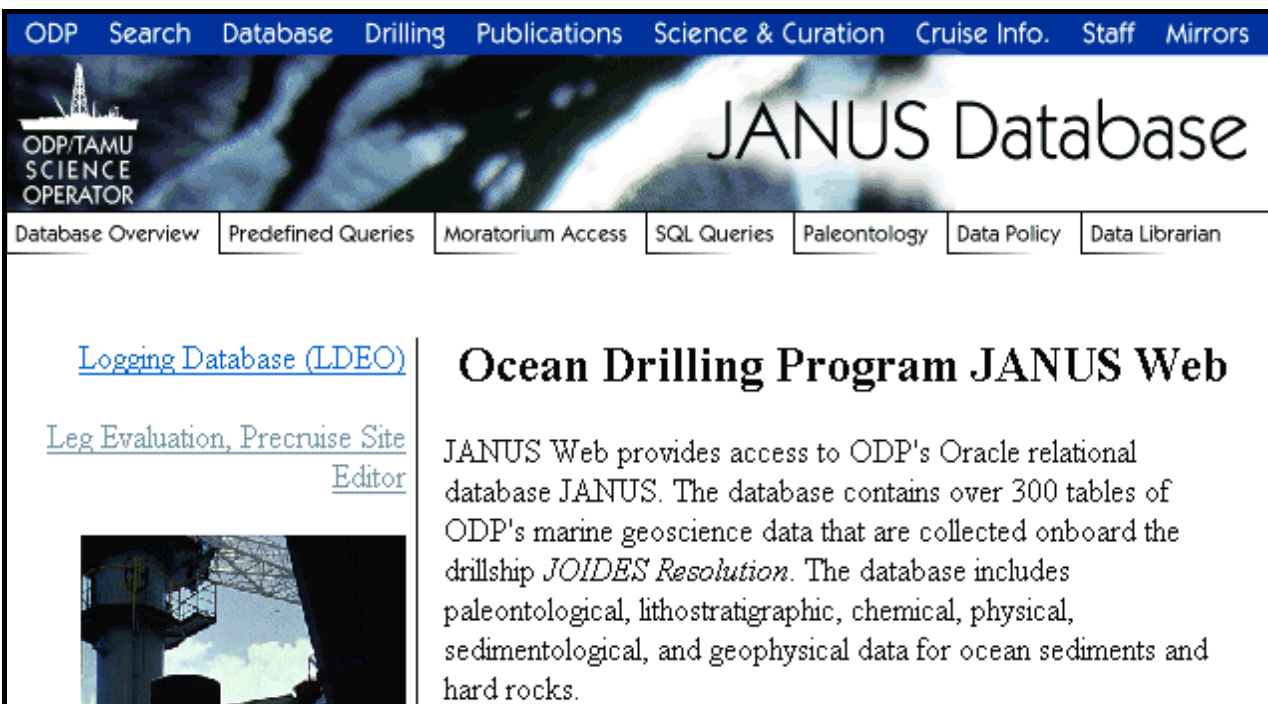 ODP Search Database Drilling Publications Science & Curation Cruise Info. Staff Mirrors
ODP/TAMU
SCIENCE
OPERATOR
JANUS Database
Database Overview Predefined Queries Moratorium Access SQL Queries Paleontology Data Policy Data Librarian
Logging Database (LDEO)
Leg Evaluation, Precruise Site
Editor
Ocean Drilling Program JANUS Web
JANUS Web provides access to ODP's Oracle relational
database JANUS. The database contains over 300 tables of
ODP's marine geoscience data that are collected onboard the
drillship JOIDES Resolution. The database includes
paleontological, lithostratigraphic, chemical, physical,
sedimentological, and geophysical data for ocean sediments and
hard rocks.